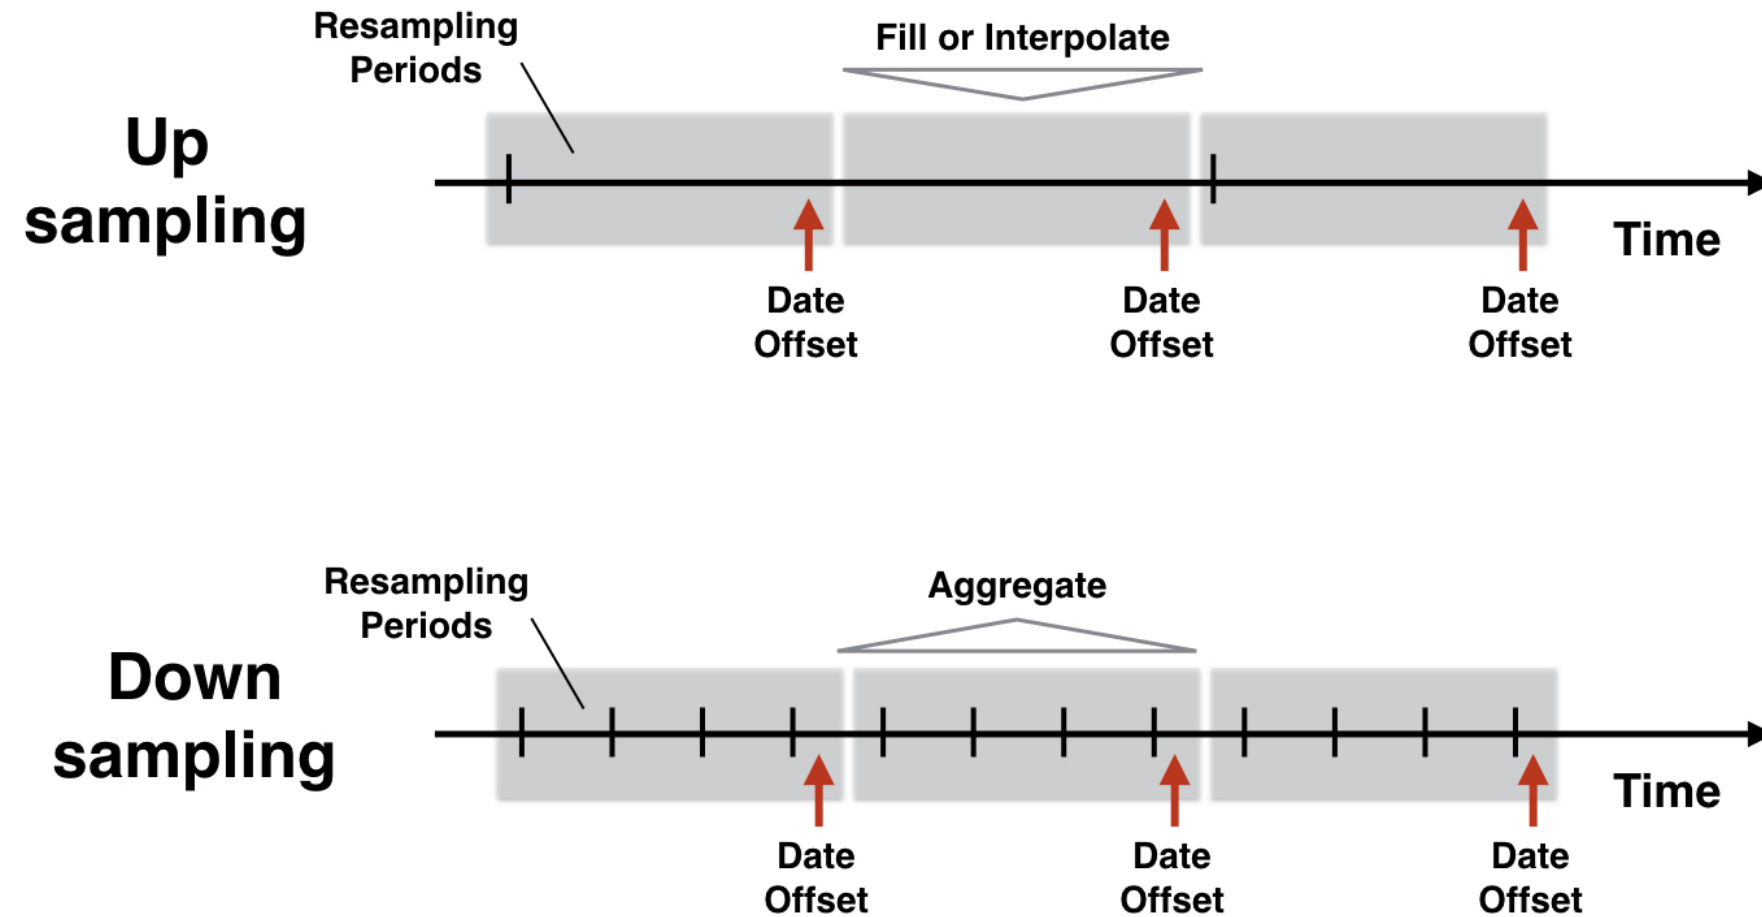 Resampling
Periods
Fill or Interpolate
Up
sampling
Time
Date
Offset
Date
Offset
Date
Offset
Resampling
Periods
Aggregate
Down
sampling
Time
Date
Offset
Date
Offset
Date
Offset